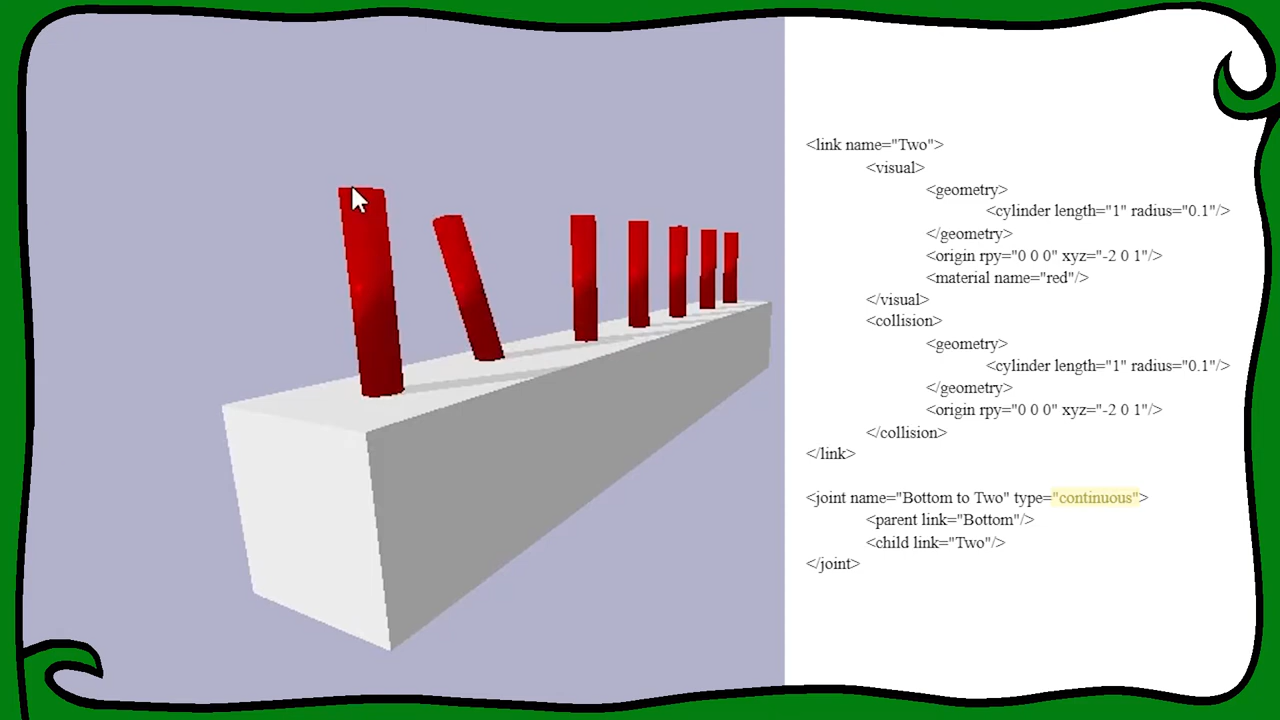 <link name="Two">
<visual>
<geometry>
<cylinder length="1" radius="0.1"/>
</geometry>
<origin rpy="0 0 0" xyz="-2 0 1"/>
<material name="red"/>
</visual>
<collision>
<geometry>
<cylinder length="1" radius="0.1"/>
</geometry>
<origin rpy="0 0 0" xyz="-2 0 1"/>
</collision>
</link>
<joint name="Bottom to Two" type="continuous">
<parent link="Bottom"/>
<child link="Two"/>
</joint>